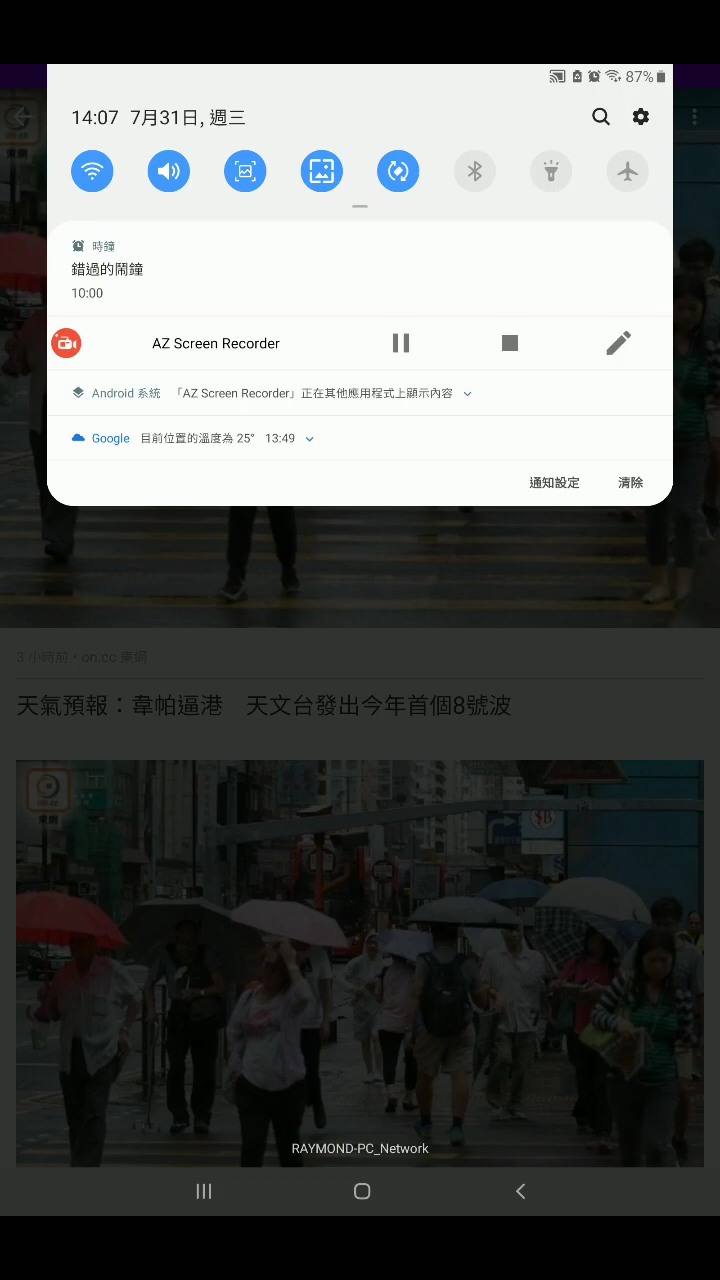 87%
14:07 7月31日, 週三
時鐘
錯過的鬧鐘
10:00
AZ Screen Recorder
Android 系統 「AZ Screen Recorder」正在其他應用程式上顯示內容
Google 目前位置的溫度為 25° 13:49
通知設定 清除
3 小時前・on.cc 東網
天氣預報：韋帕逼港　天文台發出今年首個8號波
東網
RAYMOND-PC_Network